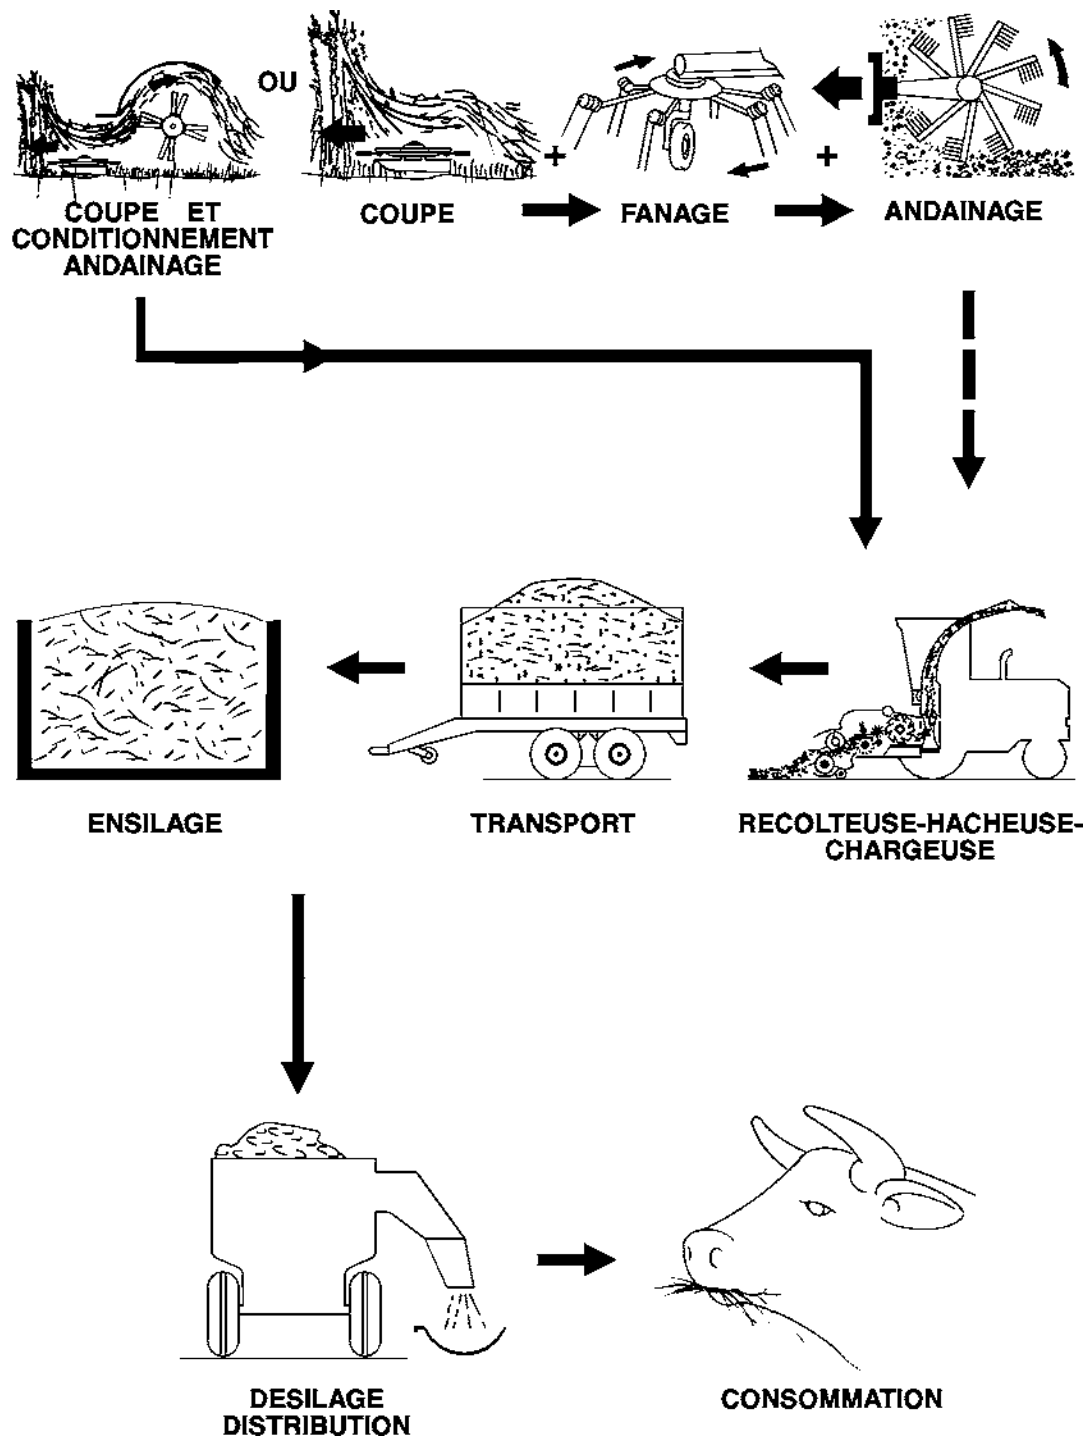 OU
+
+
COUPE ET
CONDITIONNEMENT
ANDAINAGE
COUPE
FANAGE
ANDAINAGE
ENSILAGE
TRANSPORT
RECOLTEUSE-HACHEUSE-
CHARGEUSE
DESILAGE
DISTRIBUTION
CONSOMMATION